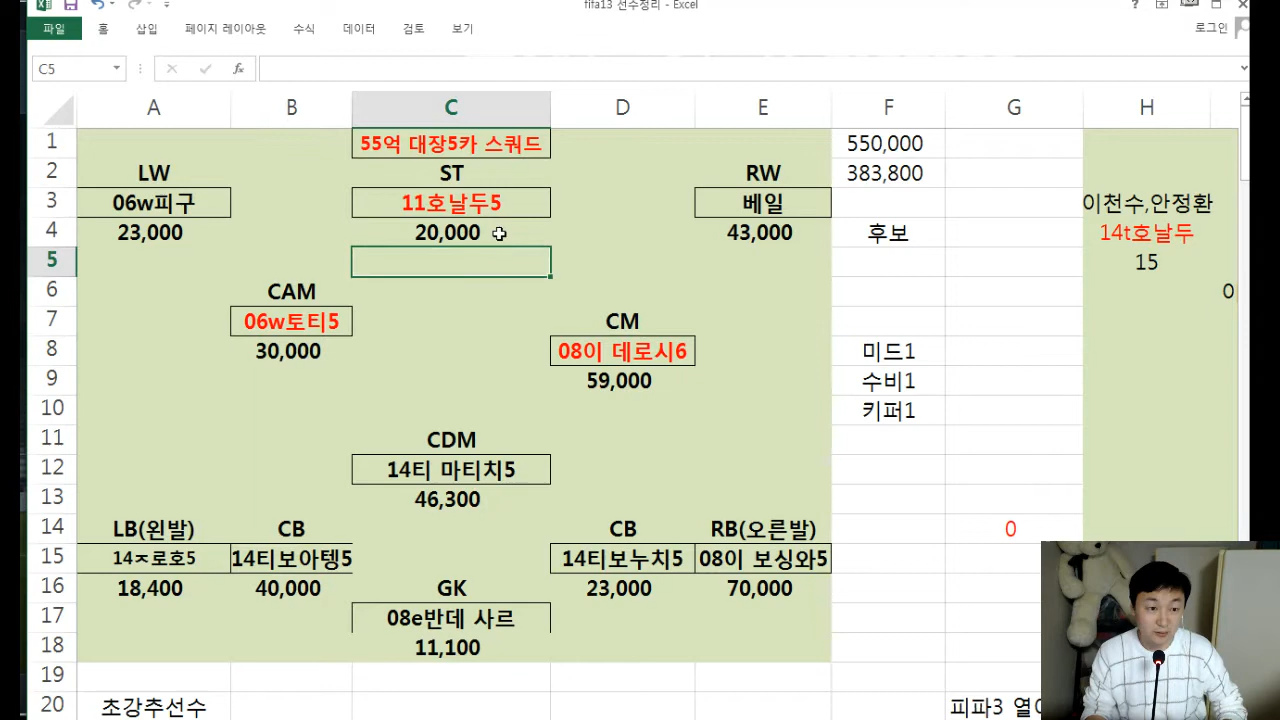 fifa13 선수정리 - Excel
파일 홈 삽입 페이지 레이아웃 수식 데이터 검토 보기 로그인
C5 fx
A B C D E F G H
1 55억 대장5카 스쿼드 550,000
2 LW ST RW 383,800
3 06w피구 11호날두5 베일 이천수,안정환
4 23,000 20,000 43,000 후보 14t호날두
5 15
6 CAM
7 06w토티5 CM
8 30,000 08이 데로시6 미드1
9 59,000 수비1
10 키퍼1
11 CDM
12 14티 마티치5
13 46,300
14 LB(왼발) CB CB RB(오른발) 0
15 14ㅈ로호5 14티보아텡5 14티보누치5 08이 보싱와5
16 18,400 40,000 GK 23,000 70,000
17 08e반데 사르
18 11,100
19
20 초강추선수 피파3